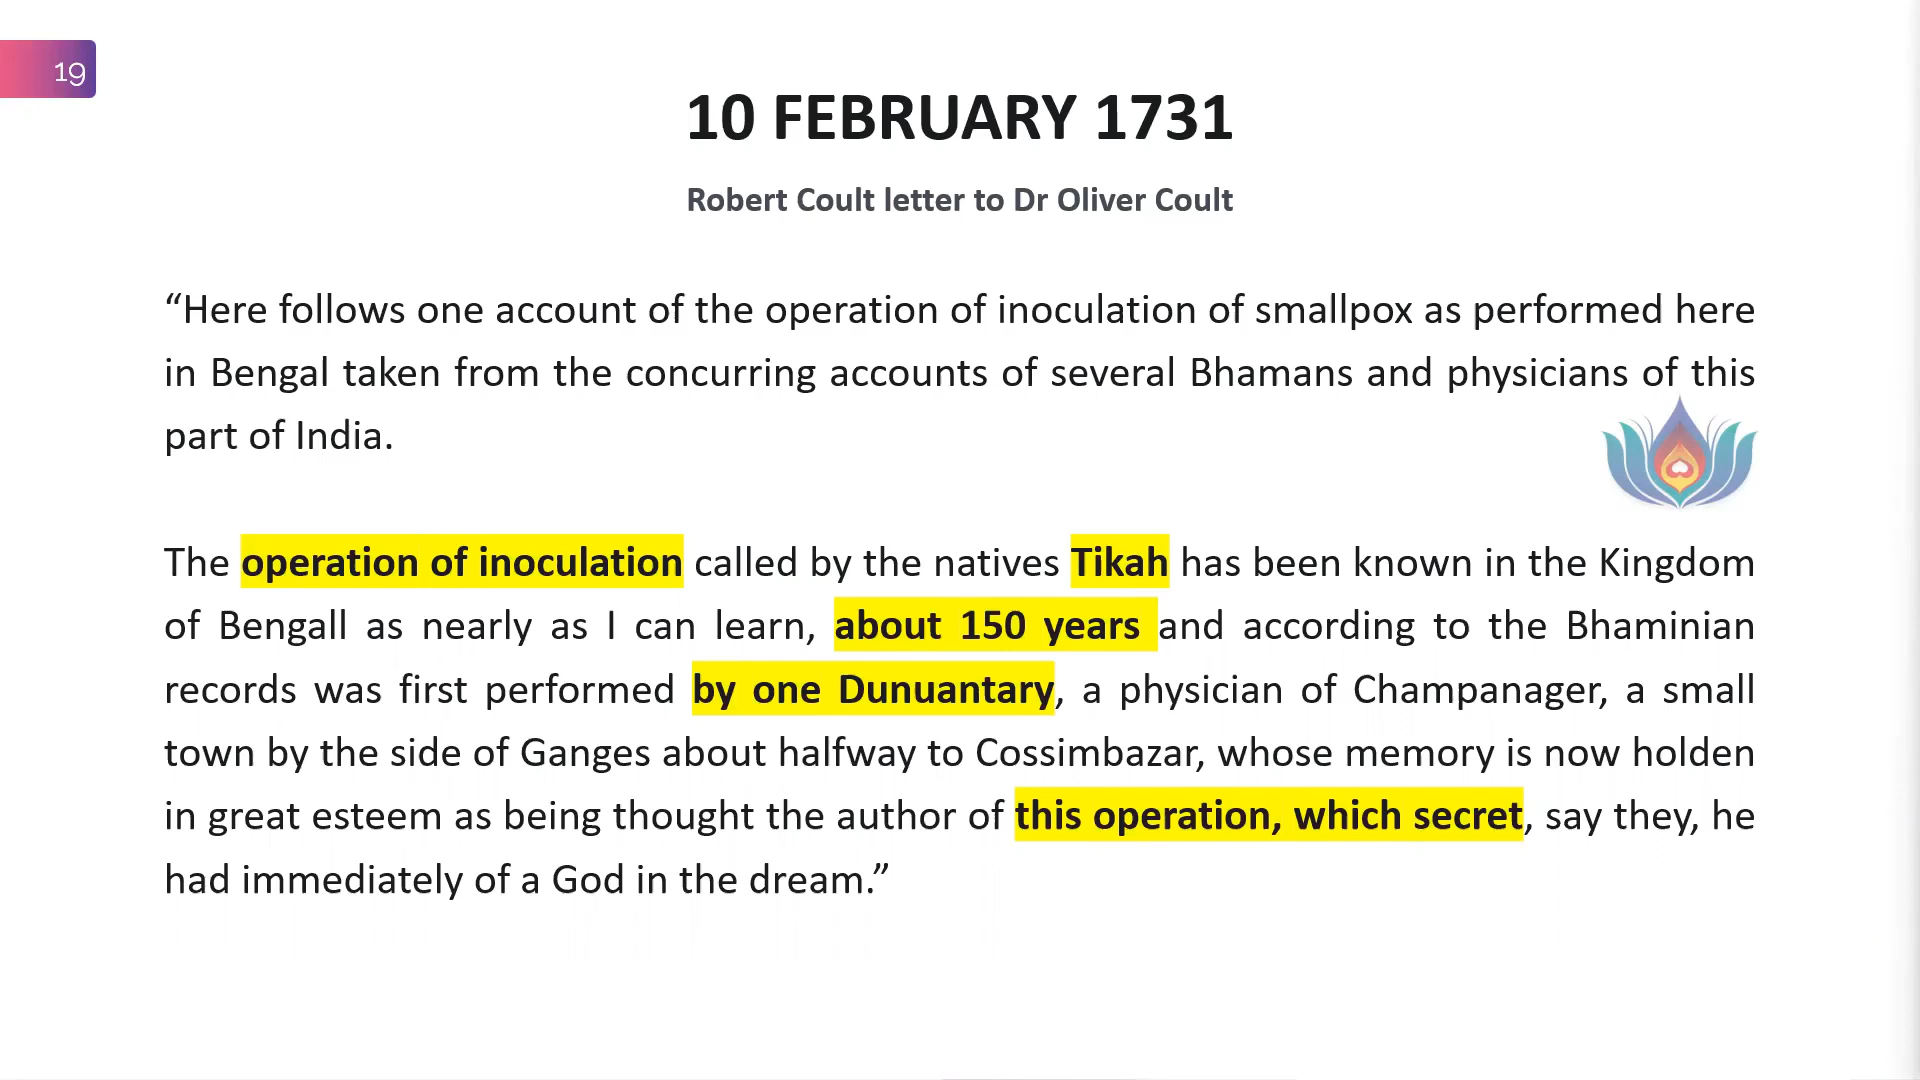 19
10 FEBRUARY 1731
Robert Coult letter to Dr Oliver Coult
“Here follows one account of the operation of inoculation of smallpox as performed here
in Bengal taken from the concurring accounts of several Bhamans and physicians of this
part of India.
The operation of inoculation called by the natives Tikah has been known in the Kingdom
of Bengall as nearly as I can learn, about 150 years and according to the Bhaminian
records was first performed by one Dunuantary, a physician of Champanager, a small
town by the side of Ganges about halfway to Cossimbazar, whose memory is now holden
in great esteem as being thought the author of this operation, which secret, say they, he
had immediately of a God in the dream.”